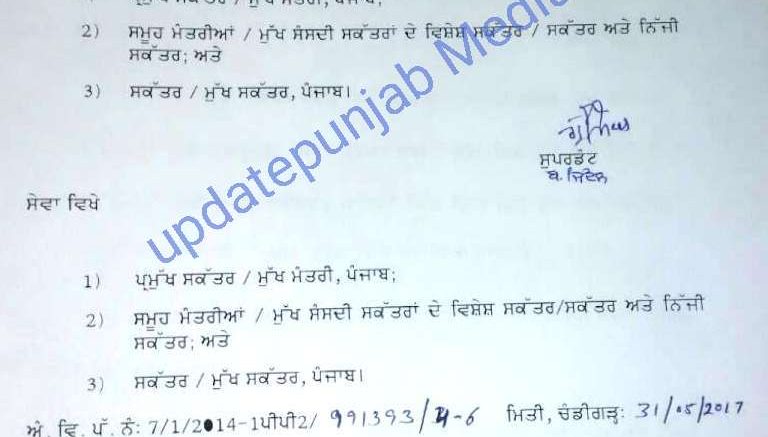 2) ਸਮੂਹ ਮੰਤਰੀਆਂ / ਮੁੱਖ ਸੰਸਦੀ ਸਕੱਤਰਾਂ ਦੇ ਵਿਸ਼ੇਸ਼ ਸਕੱਤਰ / ਸਕੱਤਰ ਅਤੇ ਨਿੱਜੀ
ਸਕੱਤਰ; ਅਤੇ
3) ਸਕੱਤਰ / ਮੁੱਖ ਸਕੱਤਰ, ਪੰਜਾਬ।
updatepunjab Media
ਸੁਪਰਡੰਟ
ਸੇਵਾ ਵਿਖੇ
1) ਪ੍ਰਮੁੱਖ ਸਕੱਤਰ / ਮੁੱਖ ਮੰਤਰੀ, ਪੰਜਾਬ;
2) ਸਮੂਹ ਮੰਤਰੀਆਂ / ਮੁੱਖ ਸੰਸਦੀ ਸਕੱਤਰਾਂ ਦੇ ਵਿਸ਼ੇਸ਼ ਸਕੱਤਰ/ਸਕੱਤਰ ਅਤੇ ਨਿੱਜੀ
ਸਕੱਤਰ; ਅਤੇ
3) ਸਕੱਤਰ / ਮੁੱਖ ਸਕੱਤਰ, ਪੰਜਾਬ।
ਅੰ. ਵਿ. ਪੱ. ਨੰ: 7/1/2014-1ਪੀਪੀ2/ 991393/4-6 ਮਿਤੀ, ਚੰਡੀਗੜ੍ਹ: 31/05/2017